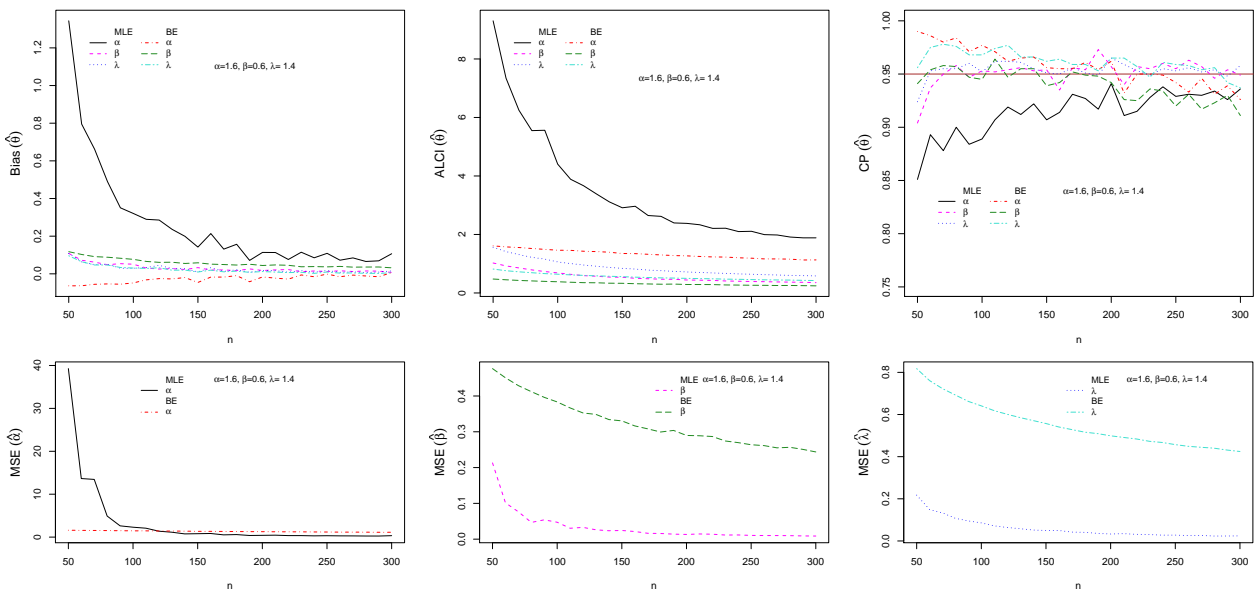 MLE BE
α α
β β
λ λ
α=1.6, β=0.6, λ= 1.4
Bias (θ̂)
0.0 0.2 0.4 0.6 0.8 1.0 1.2
50 100 150 200 250 300
n
MLE BE
α α
β β
λ λ
α=1.6, β=0.6, λ= 1.4
ALCI (θ̂)
0 2 4 6 8
50 100 150 200 250 300
n
MLE BE
α α
β β
λ λ
α=1.6, β=0.6, λ= 1.4
CP (θ̂)
0.75 0.80 0.85 0.90 0.95 1.00
50 100 150 200 250 300
n
MLE
α
BE
α
α=1.6, β=0.6, λ= 1.4
MSE (α̂)
0 10 20 30 40
50 100 150 200 250 300
n
MLE
β
BE
β
α=1.6, β=0.6, λ= 1.4
MSE (β̂)
0.0 0.1 0.2 0.3 0.4
50 100 150 200 250 300
n
MLE
λ
BE
λ
α=1.6, β=0.6, λ= 1.4
MSE (λ̂)
0.0 0.2 0.4 0.6 0.8
50 100 150 200 250 300
n